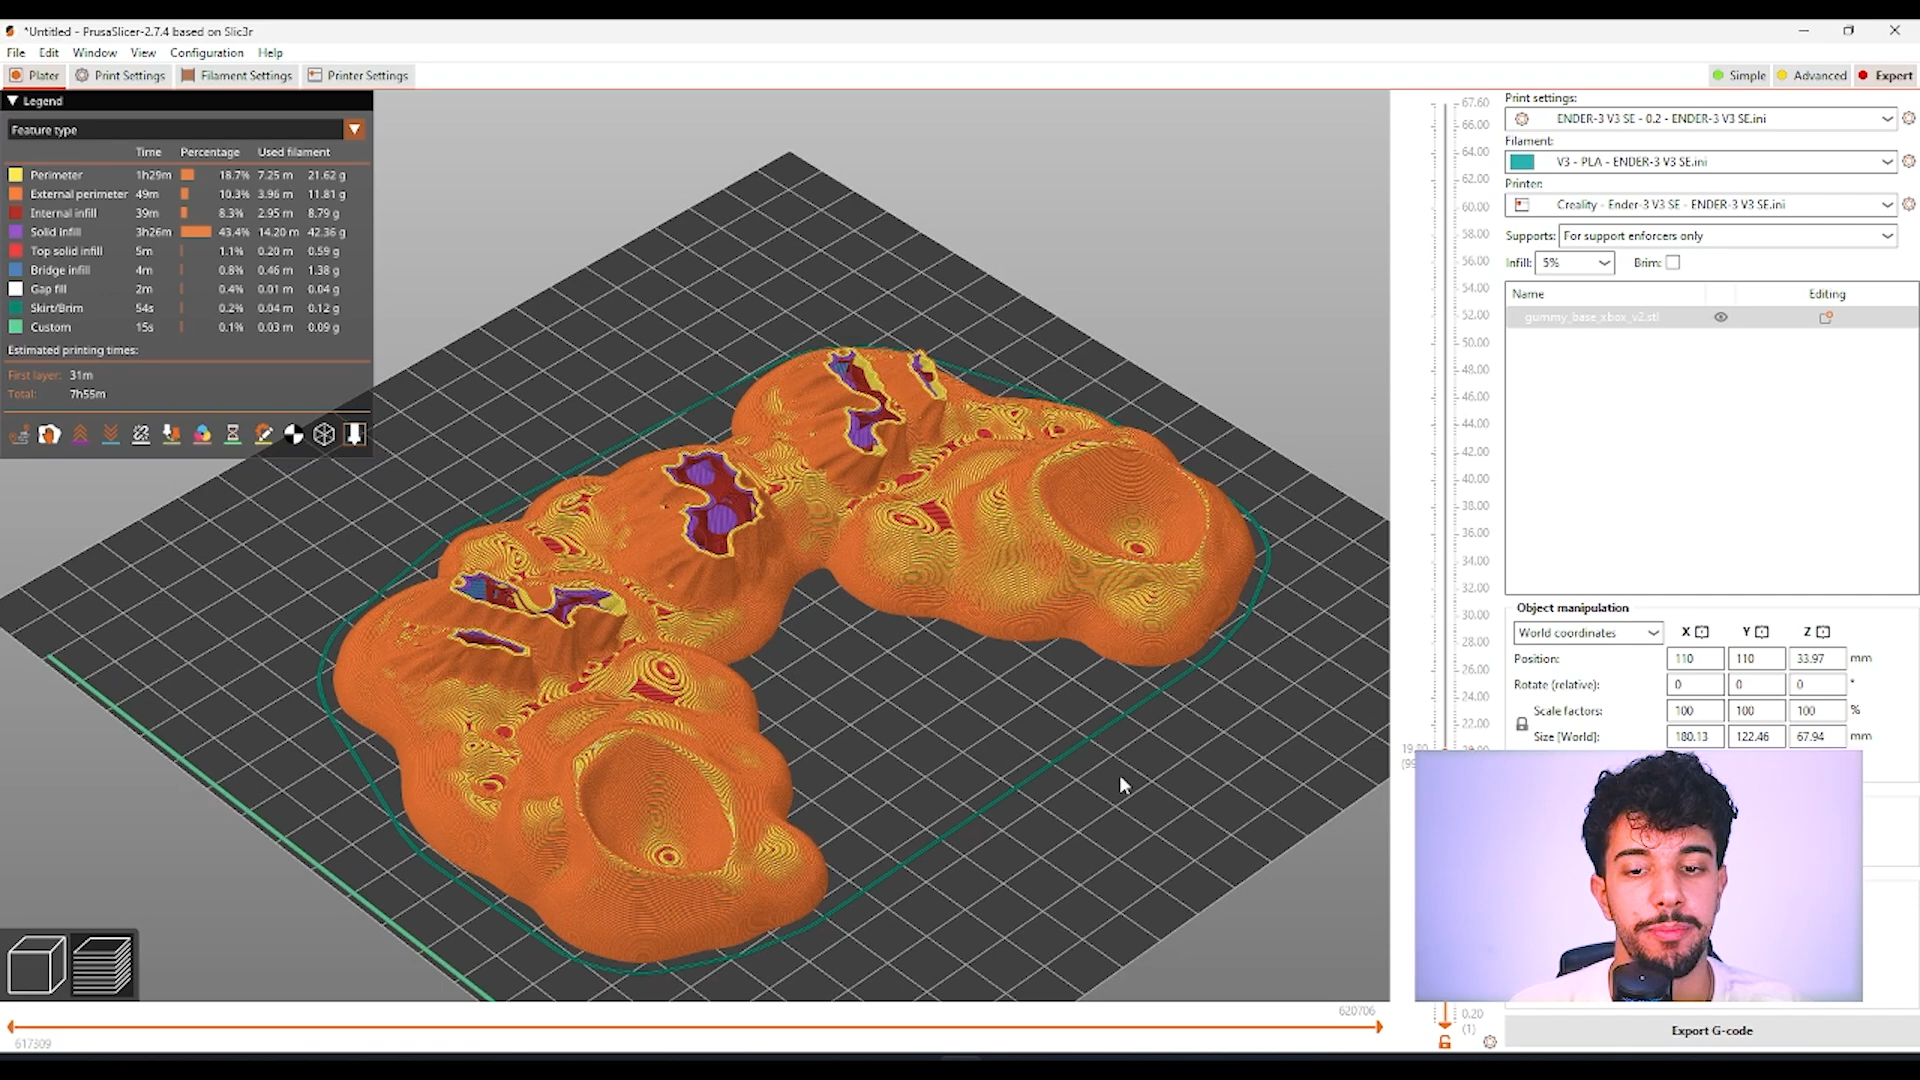 *Untitled - PrusaSlicer-2.7.4 based on Slic3r
File Edit Window View Configuration Help
Plater Print Settings Filament Settings Printer Settings
Simple Advanced Expert
Legend
Feature type
Time Percentage Used filament
Perimeter 1h29m 18.7% 7.25 m 21.62 g
External perimeter 49m 10.3% 3.96 m 11.81 g
Internal infill 39m 8.3% 2.95 m 8.79 g
Solid infill 3h26m 43.4% 14.20 m 42.36 g
Top solid infill 5m 1.1% 0.20 m 0.59 g
Bridge infill 4m 0.8% 0.46 m 1.38 g
Gap fill 2m 0.4% 0.01 m 0.04 g
Skirt/Brim 54s 0.2% 0.04 m 0.12 g
Custom 15s 0.1% 0.03 m 0.09 g
Estimated printing times:
First layer: 31m
Total: 7h55m
67.60
66.00
64.00
62.00
60.00
58.00
56.00
54.00
52.00
50.00
48.00
46.00
44.00
42.00
40.00
38.00
36.00
34.00
32.00
30.00
28.00
26.00
24.00
22.00
0.20
(1)
Print settings:
ENDER-3 V3 SE - 0.2 - ENDER-3 V3 SE.ini
Filament:
V3 - PLA - ENDER-3 V3 SE.ini
Printer:
Creality - Ender-3 V3 SE - ENDER-3 V3 SE.ini
Supports: For support enforcers only
Infill: 5% Brim:
Name Editing
gummy_base_xbox_v2.stl
Object manipulation
World coordinates X Y Z
Position: 110 110 33.97 mm
Rotate (relative): 0 0 0 °
Scale factors: 100 100 100 %
Size [World]: 180.13 122.46 67.94 mm
620706
617309
Export G-code